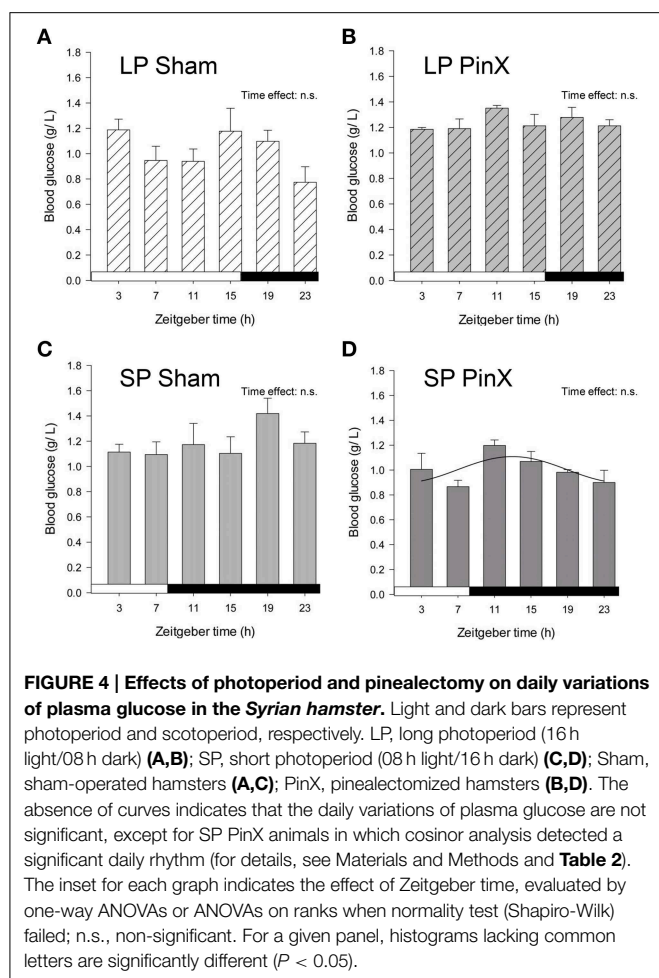 A
LP Sham
Time effect: n.s.
Blood glucose (g/ L)
1.8
1.6
1.4
1.2
1.0
0.8
0.6
0.4
0.2
0.0
3 7 11 15 19 23
Zeitgeber time (h)
B
LP PinX
Time effect: n.s.
Blood glucose (g/ L)
1.8
1.6
1.4
1.2
1.0
0.8
0.6
0.4
0.2
0.0
3 7 11 15 19 23
Zeitgeber time (h)
C
SP Sham
Time effect: n.s.
Blood glucose (g/ L)
1.8
1.6
1.4
1.2
1.0
0.8
0.6
0.4
0.2
0.0
3 7 11 15 19 23
Zeitgeber time (h)
D
SP PinX
Time effect: n.s.
Blood glucose (g/ L)
1.8
1.6
1.4
1.2
1.0
0.8
0.6
0.4
0.2
0.0
3 7 11 15 19 23
Zeitgeber time (h)
FIGURE 4 | Effects of photoperiod and pinealectomy on daily variations
of plasma glucose in the Syrian hamster. Light and dark bars represent
photoperiod and scotoperiod, respectively. LP, long photoperiod (16 h
light/08 h dark) (A,B); SP, short photoperiod (08 h light/16 h dark) (C,D); Sham,
sham-operated hamsters (A,C); PinX, pinealectomized hamsters (B,D). The
absence of curves indicates that the daily variations of plasma glucose are not
significant, except for SP PinX animals in which cosinor analysis detected a
significant daily rhythm (for details, see Materials and Methods and Table 2).
The inset for each graph indicates the effect of Zeitgeber time, evaluated by
one-way ANOVAs or ANOVAs on ranks when normality test (Shapiro-Wilk)
failed; n.s., non-significant. For a given panel, histograms lacking common
letters are significantly different (P < 0.05).